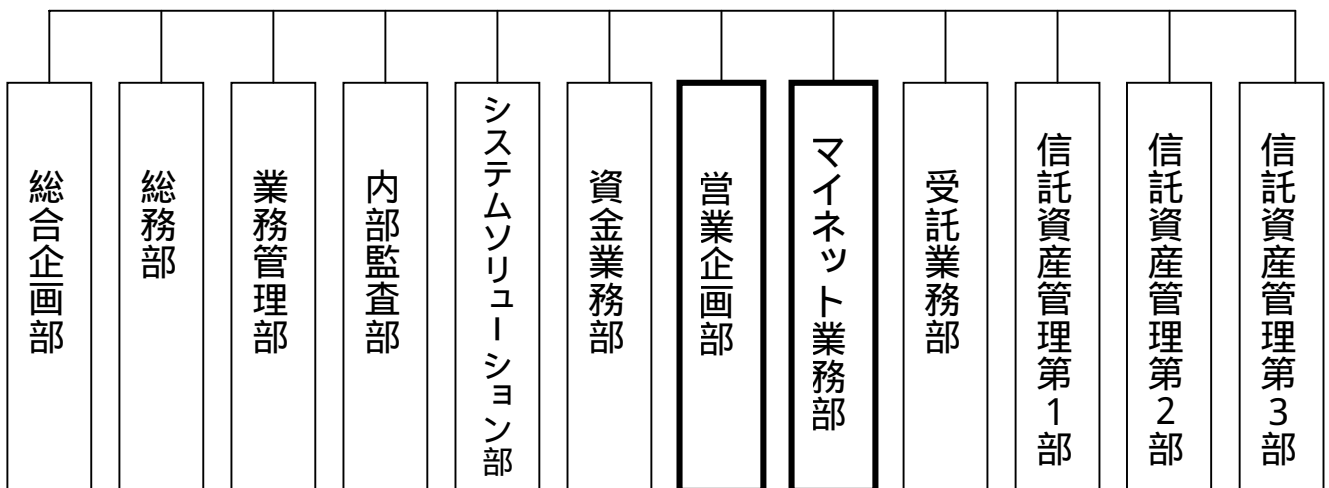 総合企画部
総務部
業務管理部
内部監査部
システムソリューション部
資金業務部
営業企画部
マイネット業務部
受託業務部
信託資産管理第1部
信託資産管理第2部
信託資産管理第3部